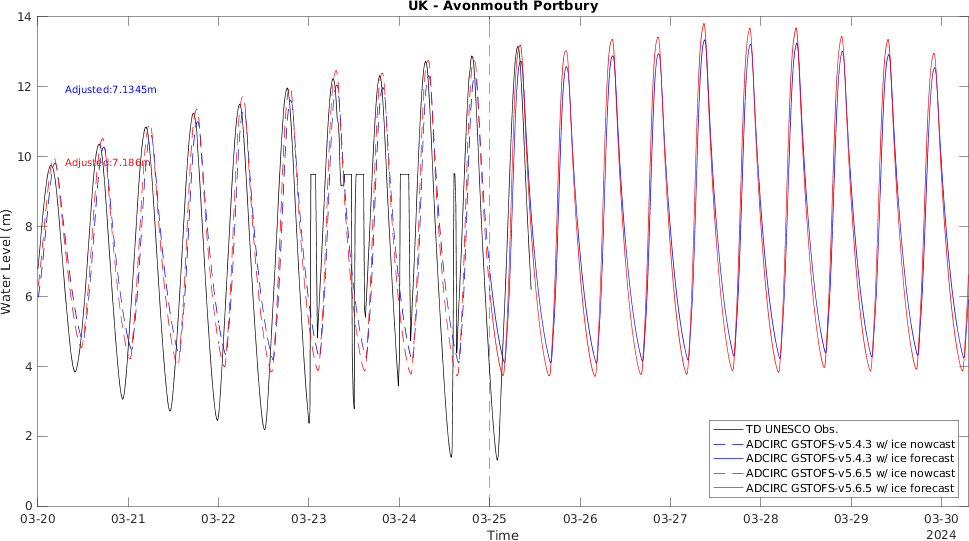 UK - Avonmouth Portbury
14
12
10
8
6
4
2
0
Water Level (m)
Adjusted:7.1345m
Adjusted:7.186m
TD UNESCO Obs.
ADCIRC GSTOFS-v5.4.3 w/ ice nowcast
ADCIRC GSTOFS-v5.4.3 w/ ice forecast
ADCIRC GSTOFS-v5.6.5 w/ ice nowcast
ADCIRC GSTOFS-v5.6.5 w/ ice forecast
03-20 03-21 03-22 03-23 03-24 03-25 03-26 03-27 03-28 03-29 03-30
Time
2024